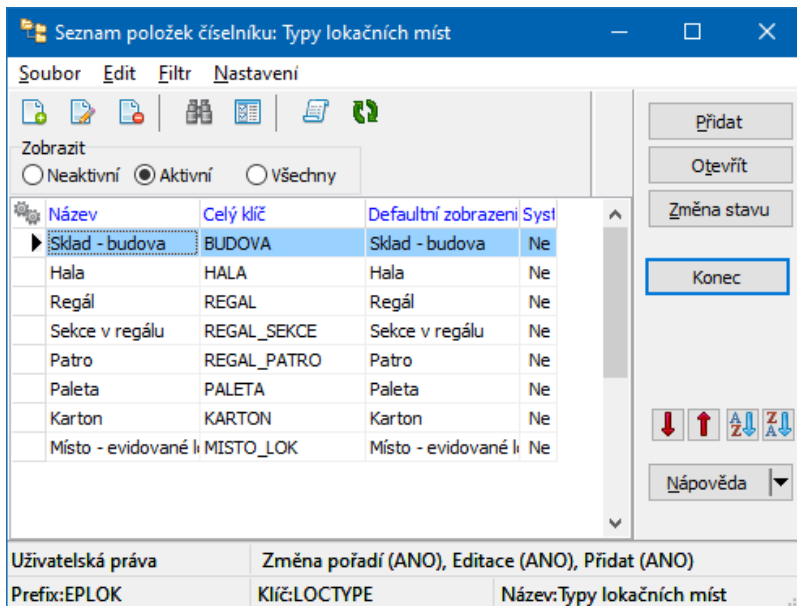 Seznam položek číselníku: Typy lokačních míst
Soubor Edit Filtr Nastavení
Zobrazit
Neaktivní Aktivní Všechny
Název Celý klíč Defaultní zobrazeni Syst
Sklad - budova BUDOVA Sklad - budova Ne
Hala HALA Hala Ne
Regál REGAL Regál Ne
Sekce v regálu REGAL_SEKCE Sekce v regálu Ne
Patro REGAL_PATRO Patro Ne
Paleta PALETA Paleta Ne
Karton KARTON Karton Ne
Místo - evidované l MISTO_LOK Místo - evidované l Ne
Přidat
Otevřít
Změna stavu
Konec
A Z Z A
Nápověda
Uživatelská práva Změna pořadí (ANO), Editace (ANO), Přidat (ANO)
Prefix:EPLOK Klíč:LOCTYPE Název:Typy lokačních míst